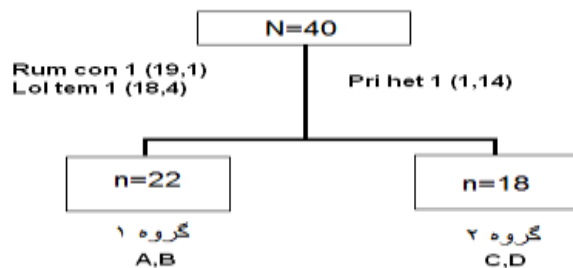 N=40
Rum con 1 (19,1)
Lol tem 1 (18,4)
Pri het 1 (1,14)
n=22
n=18
گروه ۱
گروه ۲
A,B
C,D